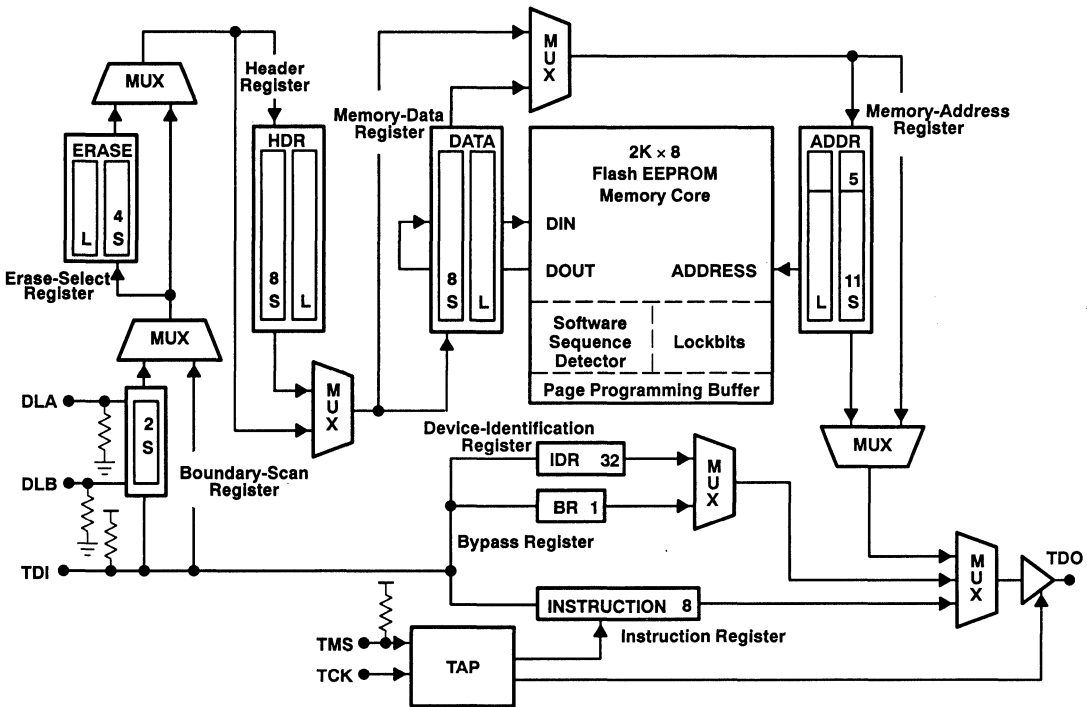 MUX
Header
Register
HDR
8
S
L
ERASE
L
4
S
Erase-Select
Register
MUX
DLA
2
S
DLB
Boundary-Scan
Register
TDI
MUX
Memory-Data
Register
DATA
8
S
L
MUX
2K × 8
Flash EEPROM
Memory Core
DIN
DOUT
ADDRESS
Software
Sequence
Detector
Lockbits
Page Programming Buffer
Memory-Address
Register
ADDR
5
L
11
S
MUX
Device-Identification
Register
IDR 32
BR 1
Bypass Register
MUX
INSTRUCTION 8
Instruction Register
MUX
TDO
TMS
TCK
TAP